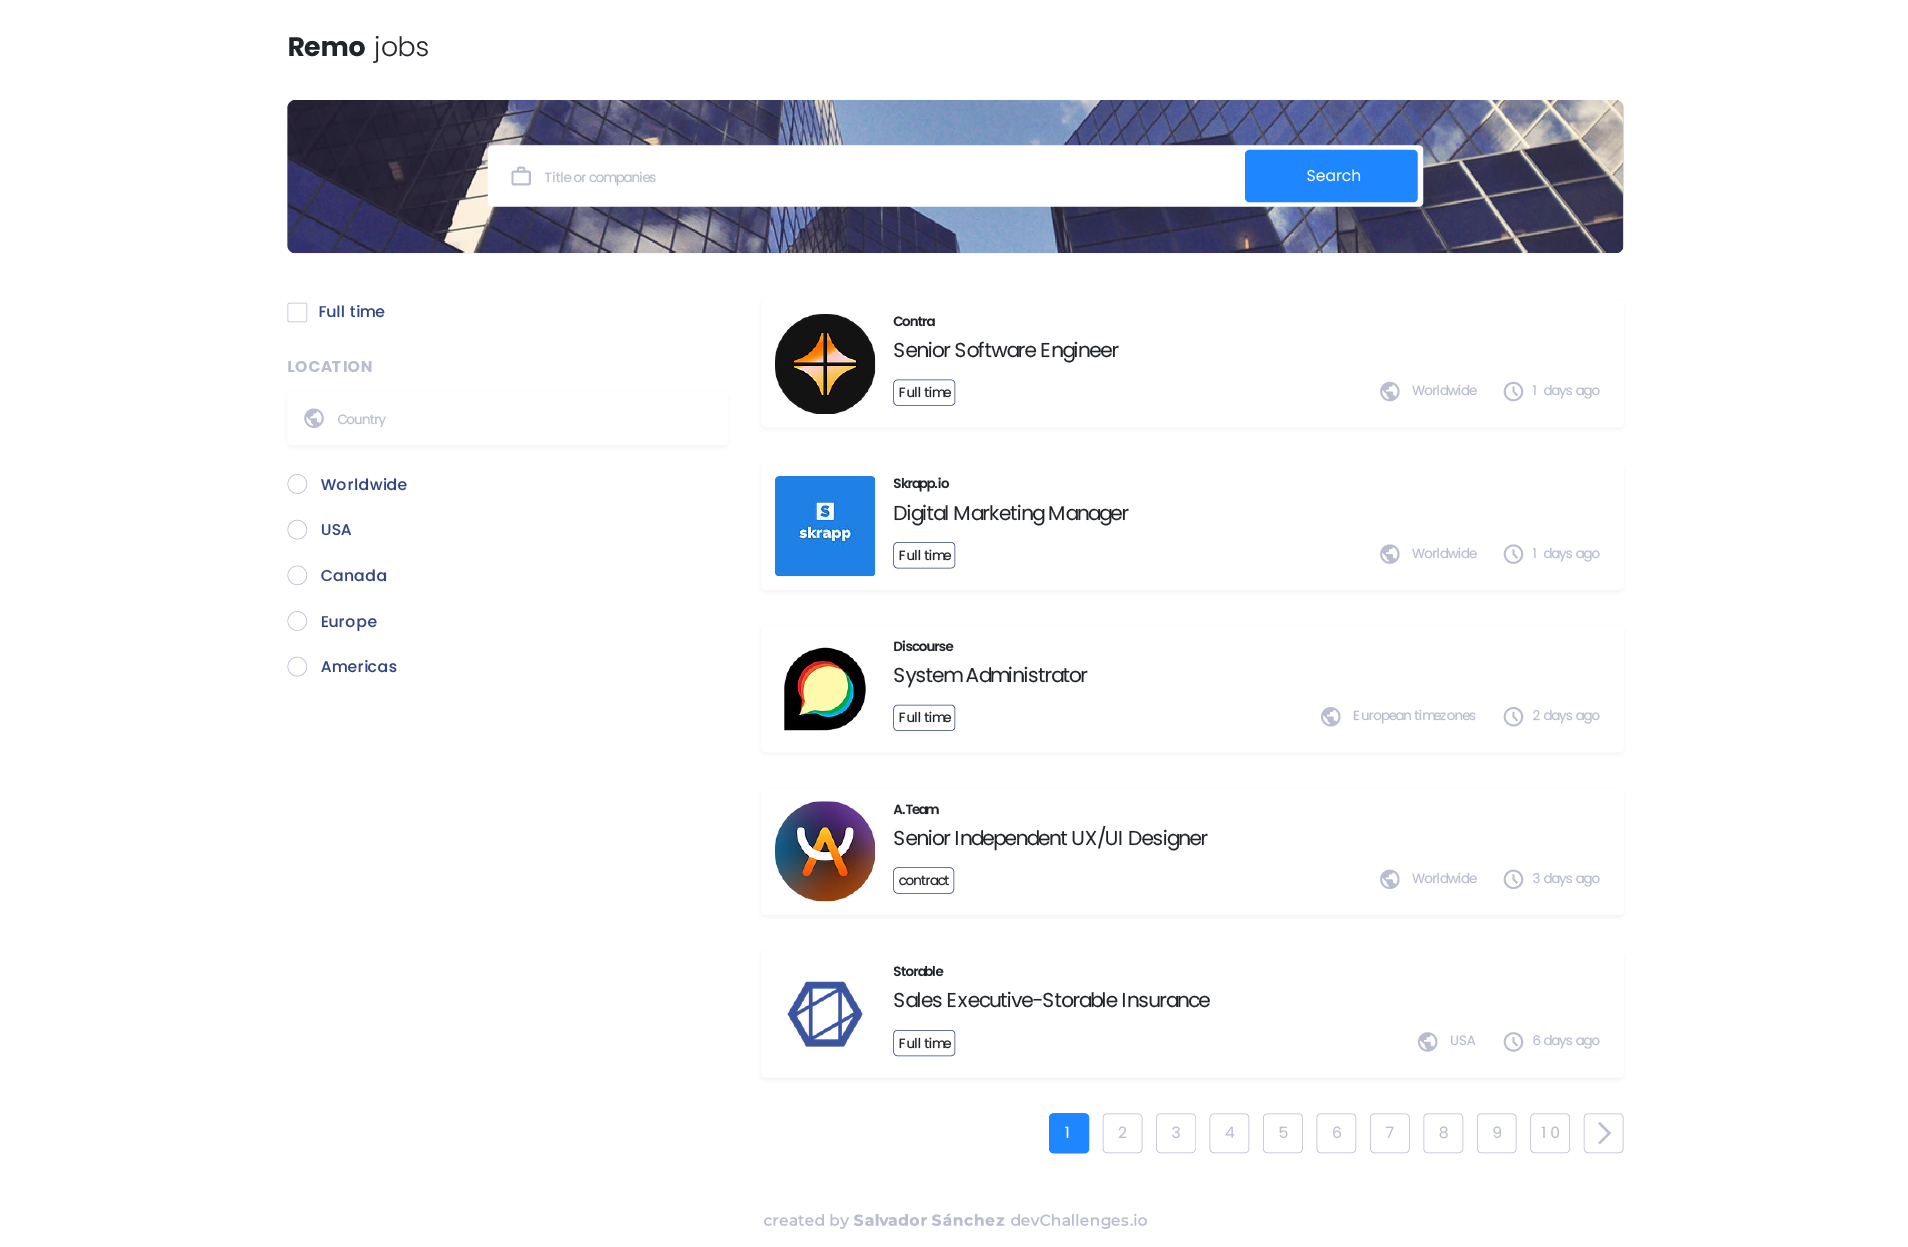 Remo jobs
Title or companies
Search
Full time
LOCATION
Country
Worldwide
USA
Canada
Europe
Americas
Contra
Senior Software Engineer
Full time
Worldwide
1 days ago
S
skrapp
Skrapp.io
Digital Marketing Manager
Full time
Worldwide
1 days ago
Discourse
System Administrator
Full time
European timezones
2 days ago
A.Team
Senior Independent UX/UI Designer
contract
Worldwide
3 days ago
Storable
Sales Executive-Storable Insurance
Full time
USA
6 days ago
1 2 3 4 5 6 7 8 9 10
created by Salvador Sánchez devChallenges.io